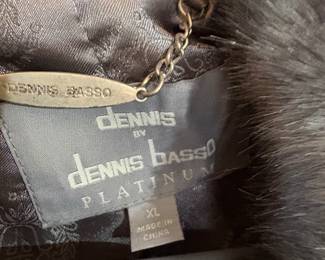 DENNIS BASSO
dENNIS
BY
dENNIS bASSO
PLATINUM
XL
MADE IN
CHINA